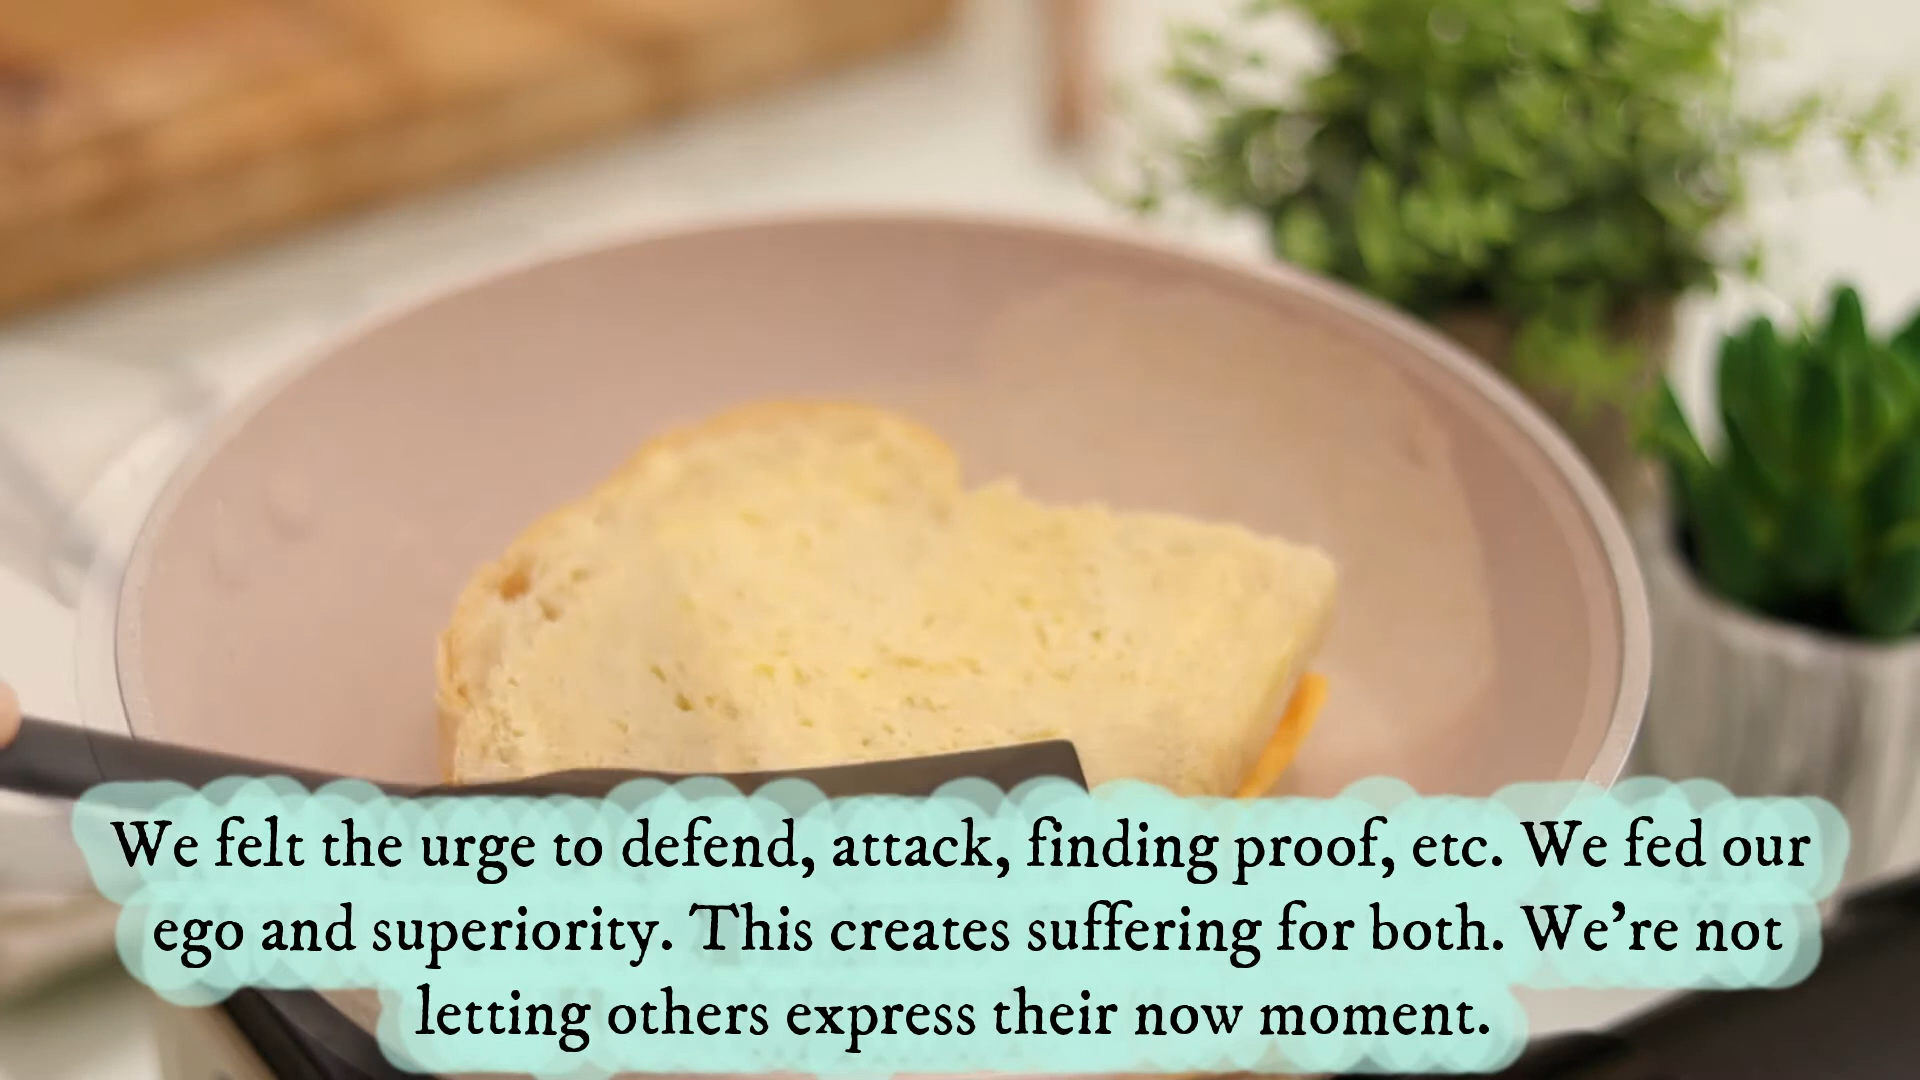 We felt the urge to defend, attack, finding proof, etc. We fed our
ego and superiority. This creates suffering for both. We’re not
letting others express their now moment.